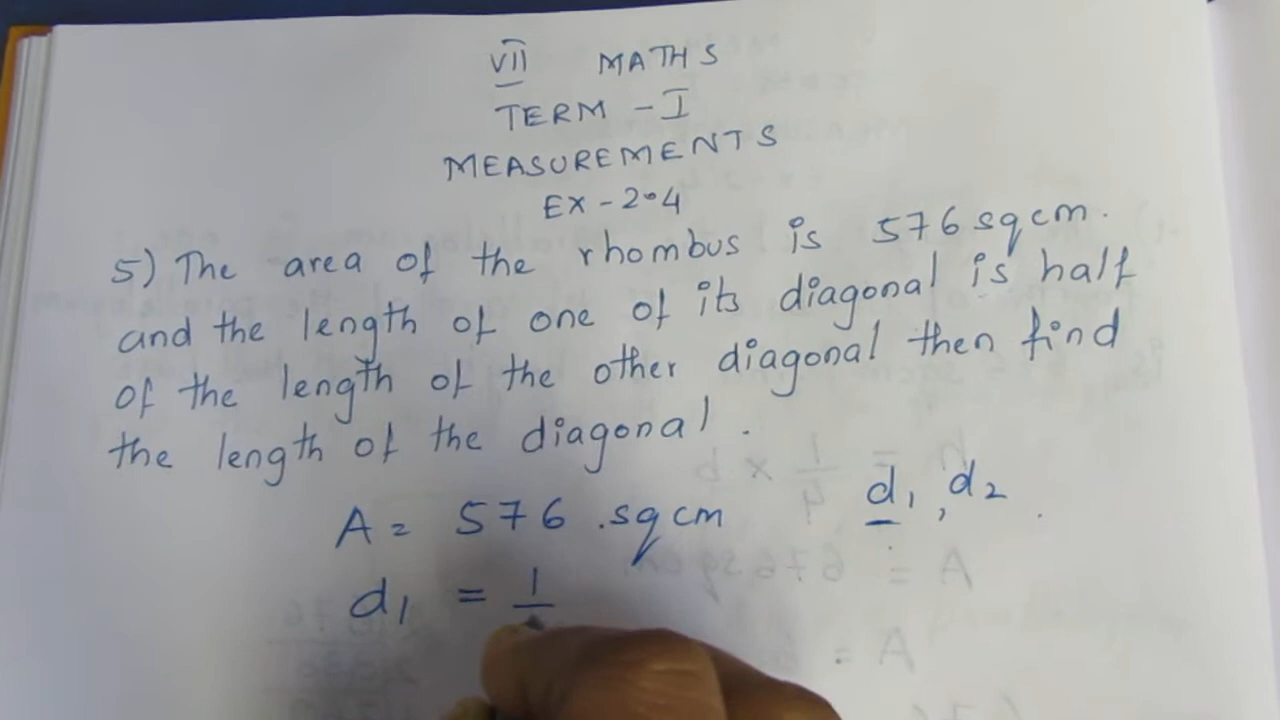 VII MATHS
TERM - I
MEASUREMENTS
EX - 2.4
5) The area of the rhombus is 576 sq cm.
and the length of one of its diagonal is half
of the length of the other diagonal then find
the length of the diagonal.
A = 576 .sq cm d1, d2
d1 = 1